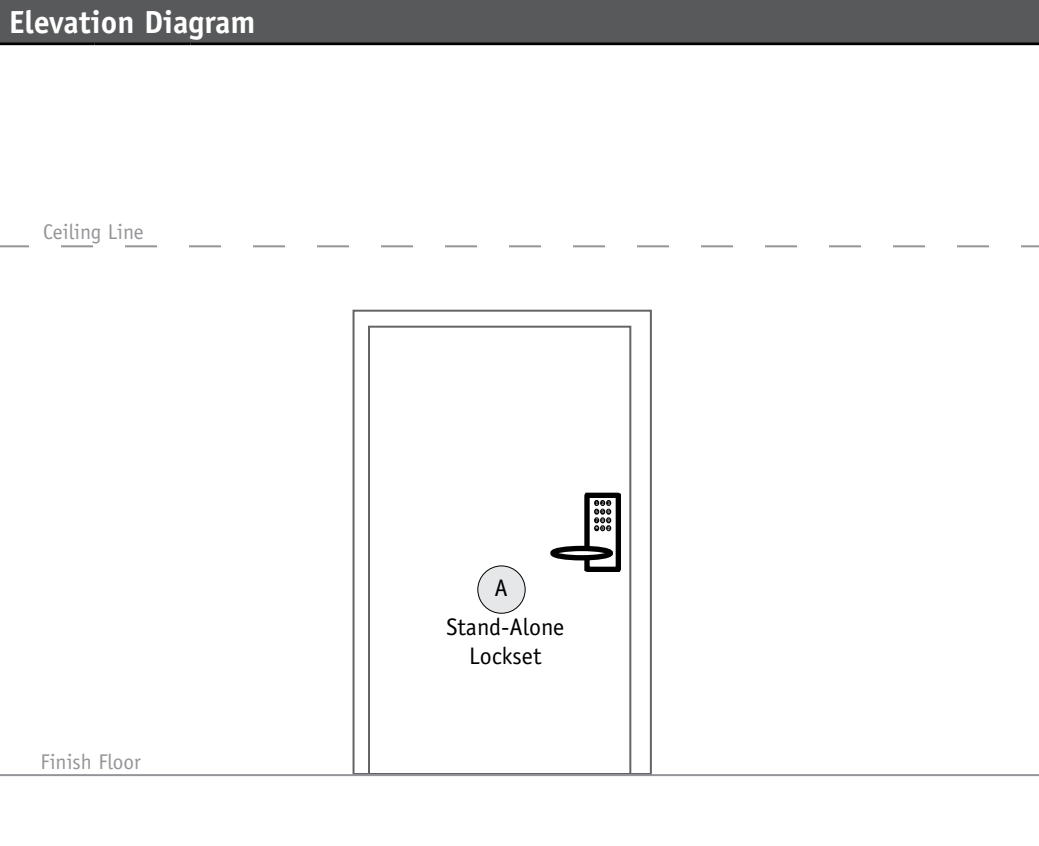 Elevation Diagram
Ceiling Line
A
Stand-Alone
Lockset
Finish Floor